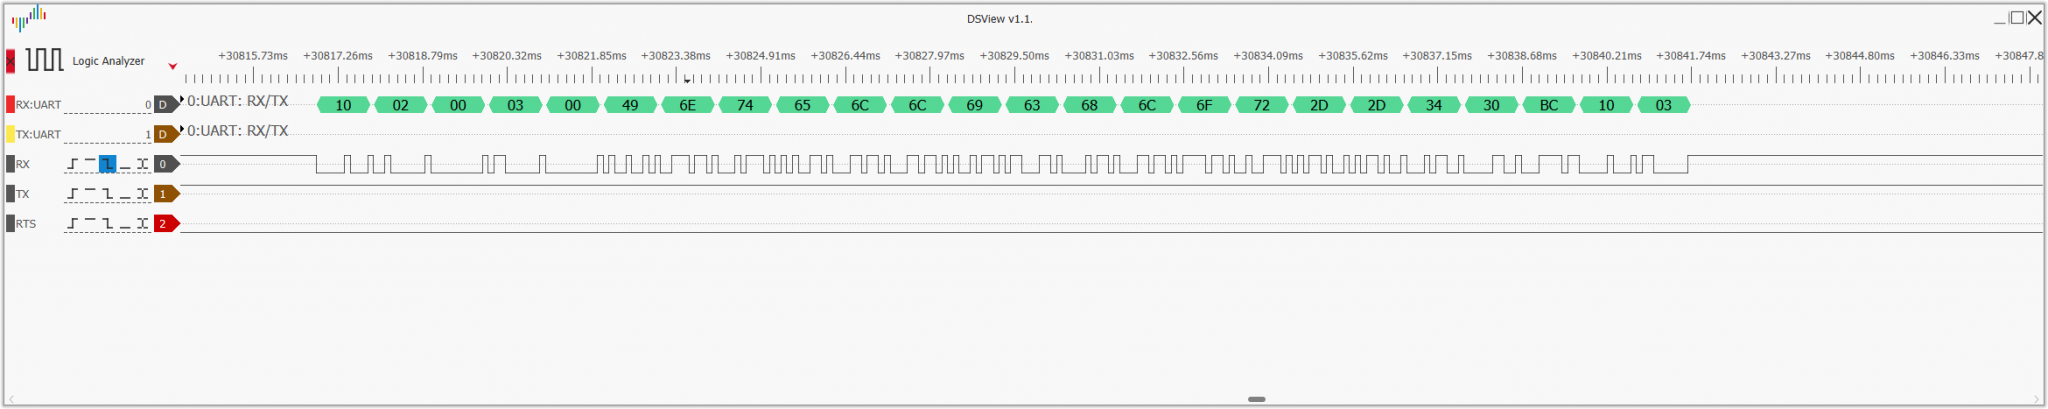 DSView v1.1.
Logic Analyzer
+30815.73ms +30817.26ms +30818.79ms +30820.32ms +30821.85ms +30823.38ms +30824.91ms +30826.44ms +30827.97ms +30829.50ms +30831.03ms +30832.56ms +30834.09ms +30835.62ms +30837.15ms +30838.68ms +30840.21ms +30841.74ms +30843.27ms +30844.80ms +30846.33ms +30847.8
RX:UART 0 D 0:UART: RX/TX 10 02 00 03 00 49 6E 74 65 6C 6C 69 63 68 6C 6F 72 2D 2D 34 30 BC 10 03
TX:UART 1 D 0:UART: RX/TX
RX 0
TX 1
RTS 2